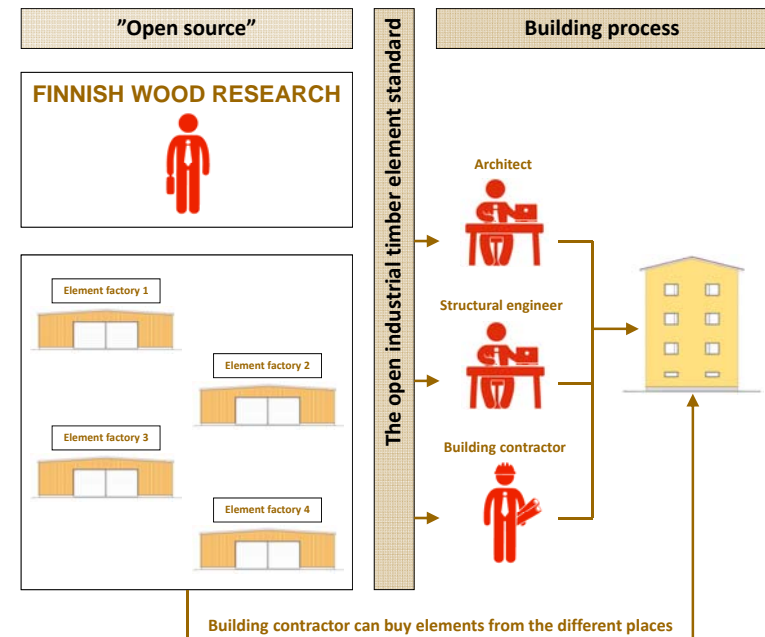 ”Open source”
FINNISH WOOD RESEARCH
Element factory 1
Element factory 2
Element factory 3
Element factory 4
The open industrial timber element standard
Building process
Architect
Structural engineer
Building contractor
Building contractor can buy elements from the different places